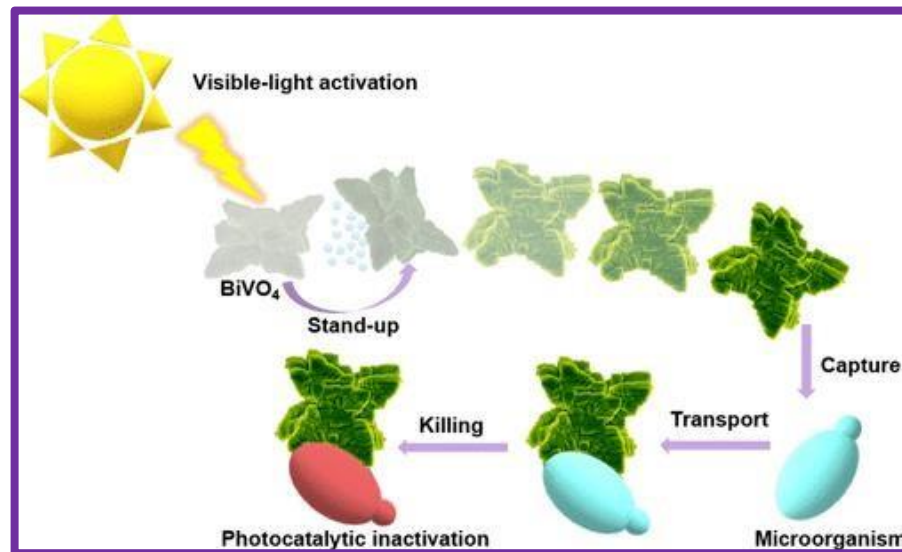 Visible-light activation
BiVO₄
Stand-up
Capture
Killing
Transport
Photocatalytic inactivation
Microorganism